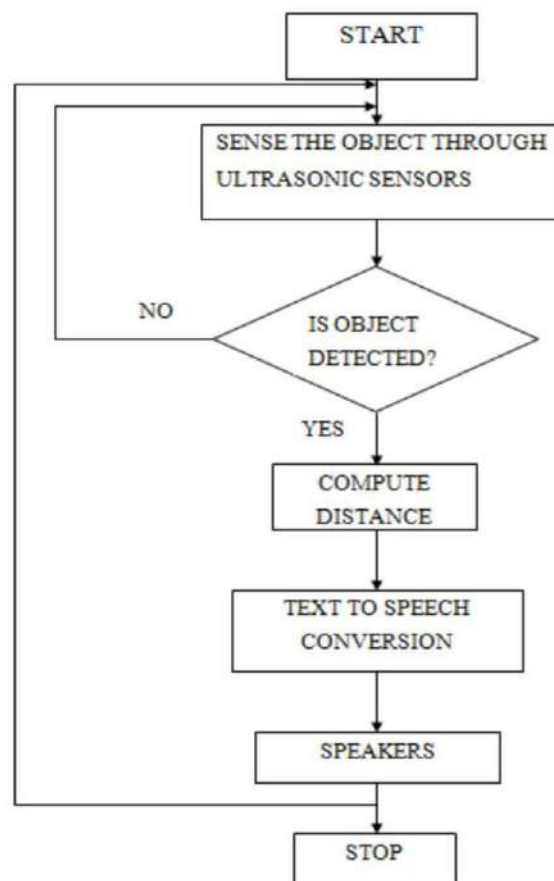 START
SENSE THE OBJECT THROUGH
ULTRASONIC SENSORS
NO
IS OBJECT
DETECTED?
YES
COMPUTE
DISTANCE
TEXT TO SPEECH
CONVERSION
SPEAKERS
STOP